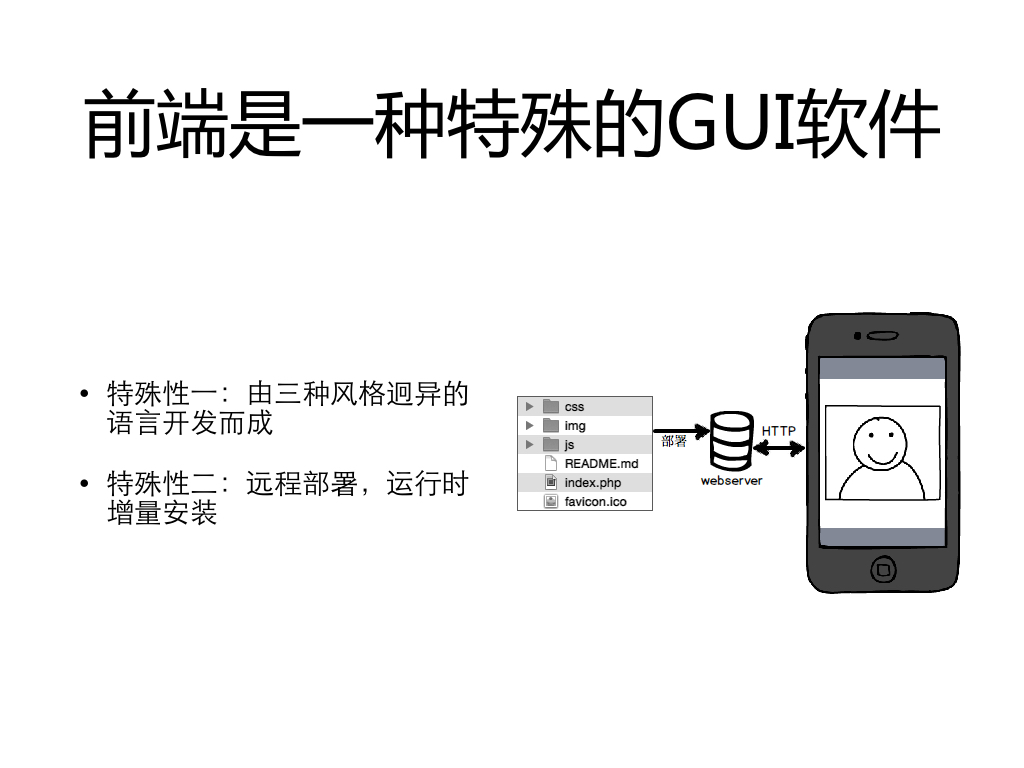 前端是一种特殊的GUI软件
• 特殊性一：由三种风格迥异的
语言开发而成
• 特殊性二：远程部署，运行时
增量安装
css
img
js
README.md
index.php
favicon.ico
部署
webserver
HTTP